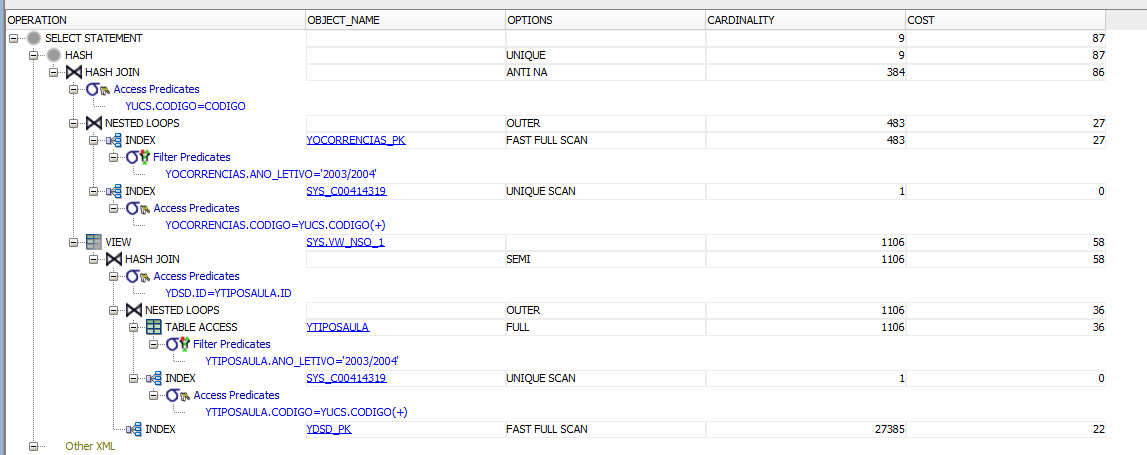 OPERATION OBJECT_NAME OPTIONS CARDINALITY COST
SELECT STATEMENT 9 87
HASH UNIQUE 9 87
HASH JOIN ANTI NA 384 86
Access Predicates
YUCS.CODIGO=CODIGO
NESTED LOOPS OUTER 483 27
INDEX YOCORRENCIAS_PK FAST FULL SCAN 483 27
Filter Predicates
YOCORRENCIAS.ANO_LETIVO='2003/2004'
INDEX SYS_C00414319 UNIQUE SCAN 1 0
Access Predicates
YOCORRENCIAS.CODIGO=YUCS.CODIGO(+)
VIEW SYS.VW_NSO_1 1106 58
HASH JOIN SEMI 1106 58
Access Predicates
YDSD.ID=YTIPOSAULA.ID
NESTED LOOPS OUTER 1106 36
TABLE ACCESS YTIPOSAULA FULL 1106 36
Filter Predicates
YTIPOSAULA.ANO_LETIVO='2003/2004'
INDEX SYS_C00414319 UNIQUE SCAN 1 0
Access Predicates
YTIPOSAULA.CODIGO=YUCS.CODIGO(+)
INDEX YDSD_PK FAST FULL SCAN 27385 22
Other XML